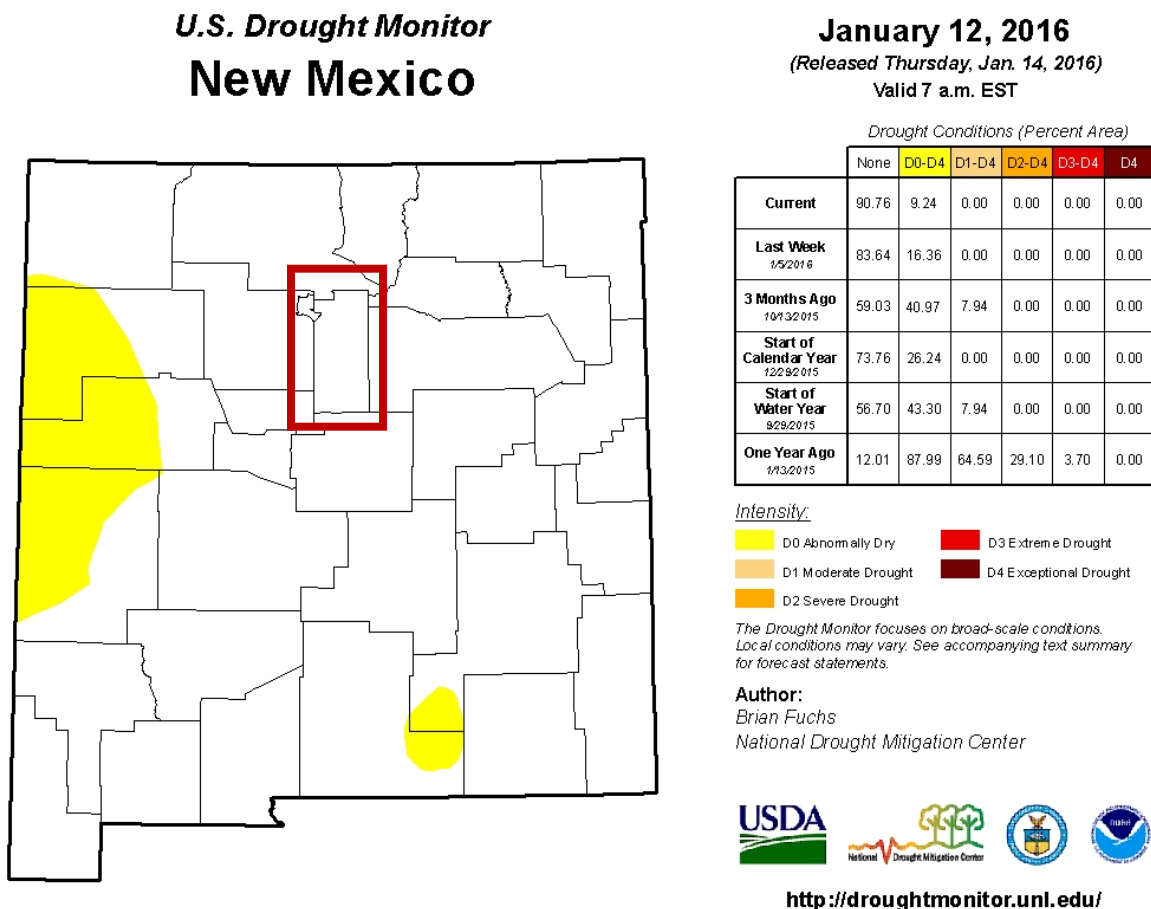 U.S. Drought Monitor
New Mexico
January 12, 2016
(Released Thursday, Jan. 14, 2016)
Valid 7 a.m. EST
Drought Conditions (Percent Area)
None D0-D4 D1-D4 D2-D4 D3-D4 D4
Current 90.76 9.24 0.00 0.00 0.00 0.00
Last Week
1/5/2016
83.64 16.36 0.00 0.00 0.00 0.00
3 Months Ago
10/13/2015
59.03 40.97 7.94 0.00 0.00 0.00
Start of
Calendar Year
12/29/2015
73.76 26.24 0.00 0.00 0.00 0.00
Start of
Water Year
9/29/2015
56.70 43.30 7.94 0.00 0.00 0.00
One Year Ago
1/13/2015
12.01 87.99 64.59 29.10 3.70 0.00
Intensity:
D0 Abnormally Dry
D1 Moderate Drought
D2 Severe Drought
D3 Extreme Drought
D4 Exceptional Drought
The Drought Monitor focuses on broad-scale conditions.
Local conditions may vary. See accompanying text summary
for forecast statements.
Author:
Brian Fuchs
National Drought Mitigation Center
USDA
National Drought Mitigation Center
NOAA
http://droughtmonitor.unl.edu/